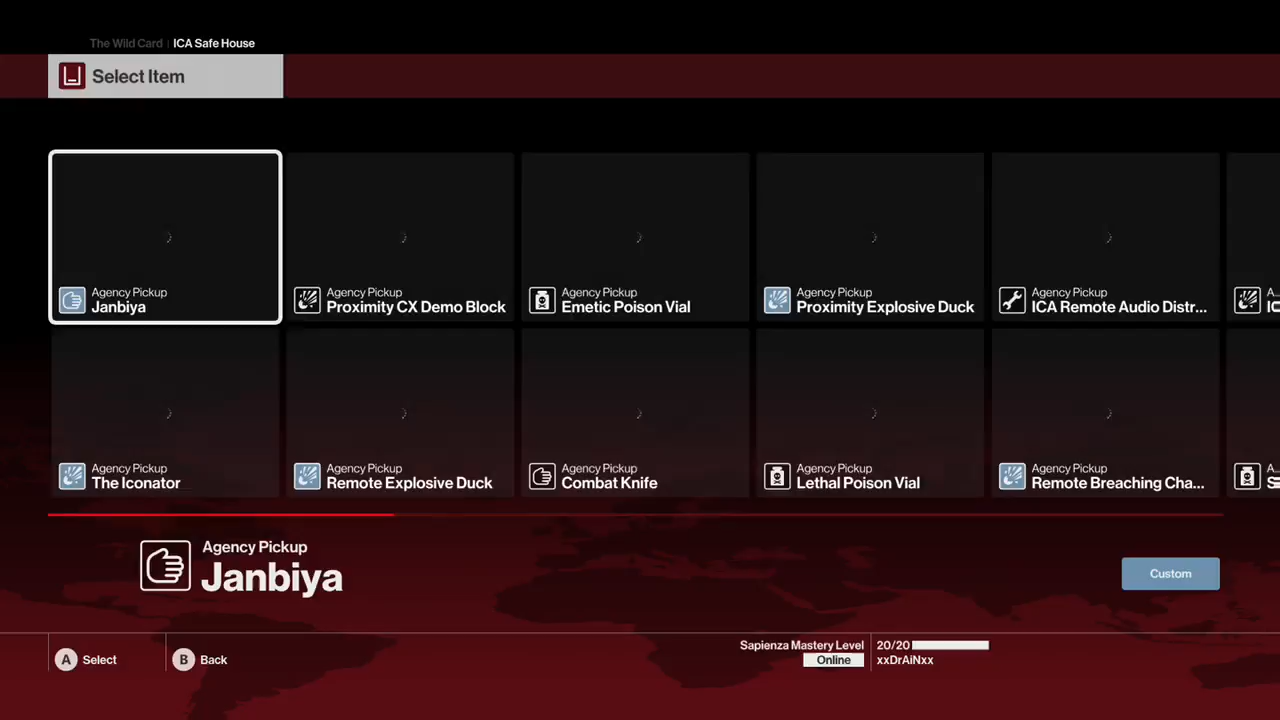 The Wild Card | ICA Safe House
Select Item
Agency Pickup
Janbiya
Agency Pickup
Proximity CX Demo Block
Agency Pickup
Emetic Poison Vial
Agency Pickup
Proximity Explosive Duck
Agency Pickup
ICA Remote Audio Distr...
A...
Agency Pickup
The Iconator
Agency Pickup
Remote Explosive Duck
Agency Pickup
Combat Knife
Agency Pickup
Lethal Poison Vial
Agency Pickup
Remote Breaching Cha...
A...
Agency Pickup
Janbiya
Custom
A Select
B Back
Sapienza Mastery Level 20/20
Online xxDrAiNxx